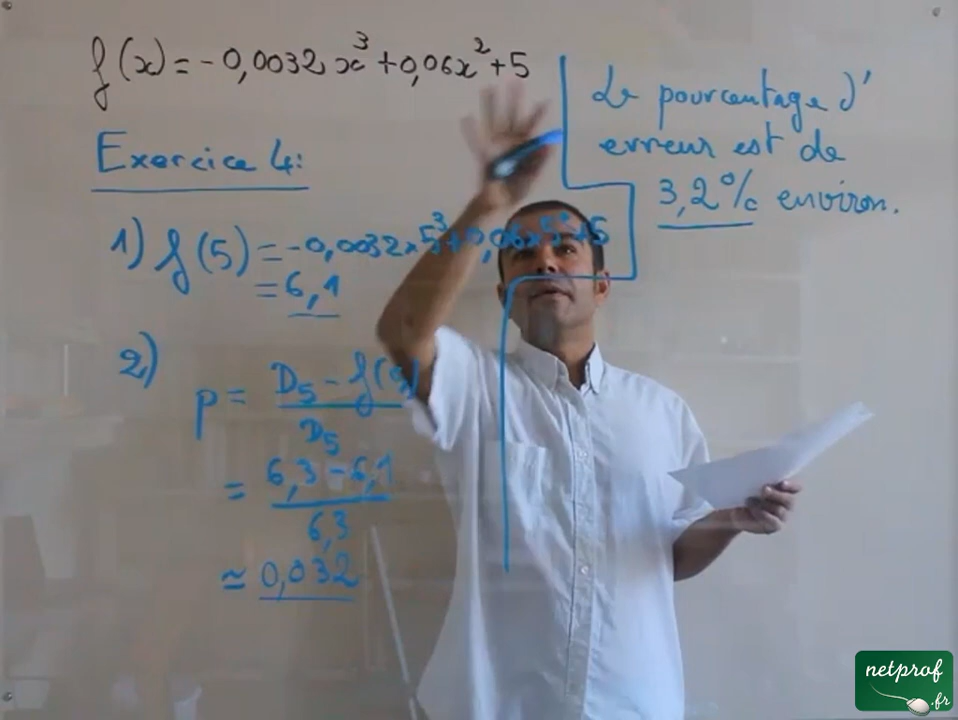 f(x) = -0,0032x³ + 0,06x² + 5
Exercice 4:
1) f(5) = -0,0032×5³+0,06×5²+5
= 6,1
2)
p = D₅ - f(5) / D₅
= 6,3 - 6,1 / 6,3
≈ 0,032
Le pourcentage d'
erreur est de
3,2% environ.
netprof
.fr